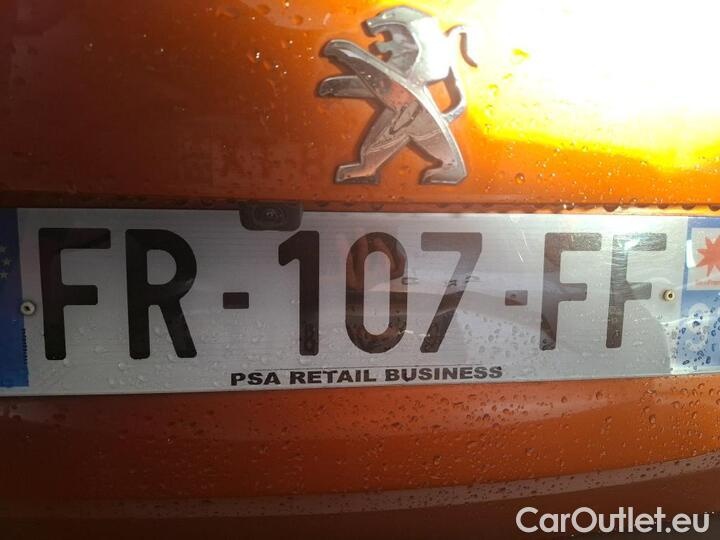 FR-107-FF
PSA RETAIL BUSINESS
CarOutlet.eu